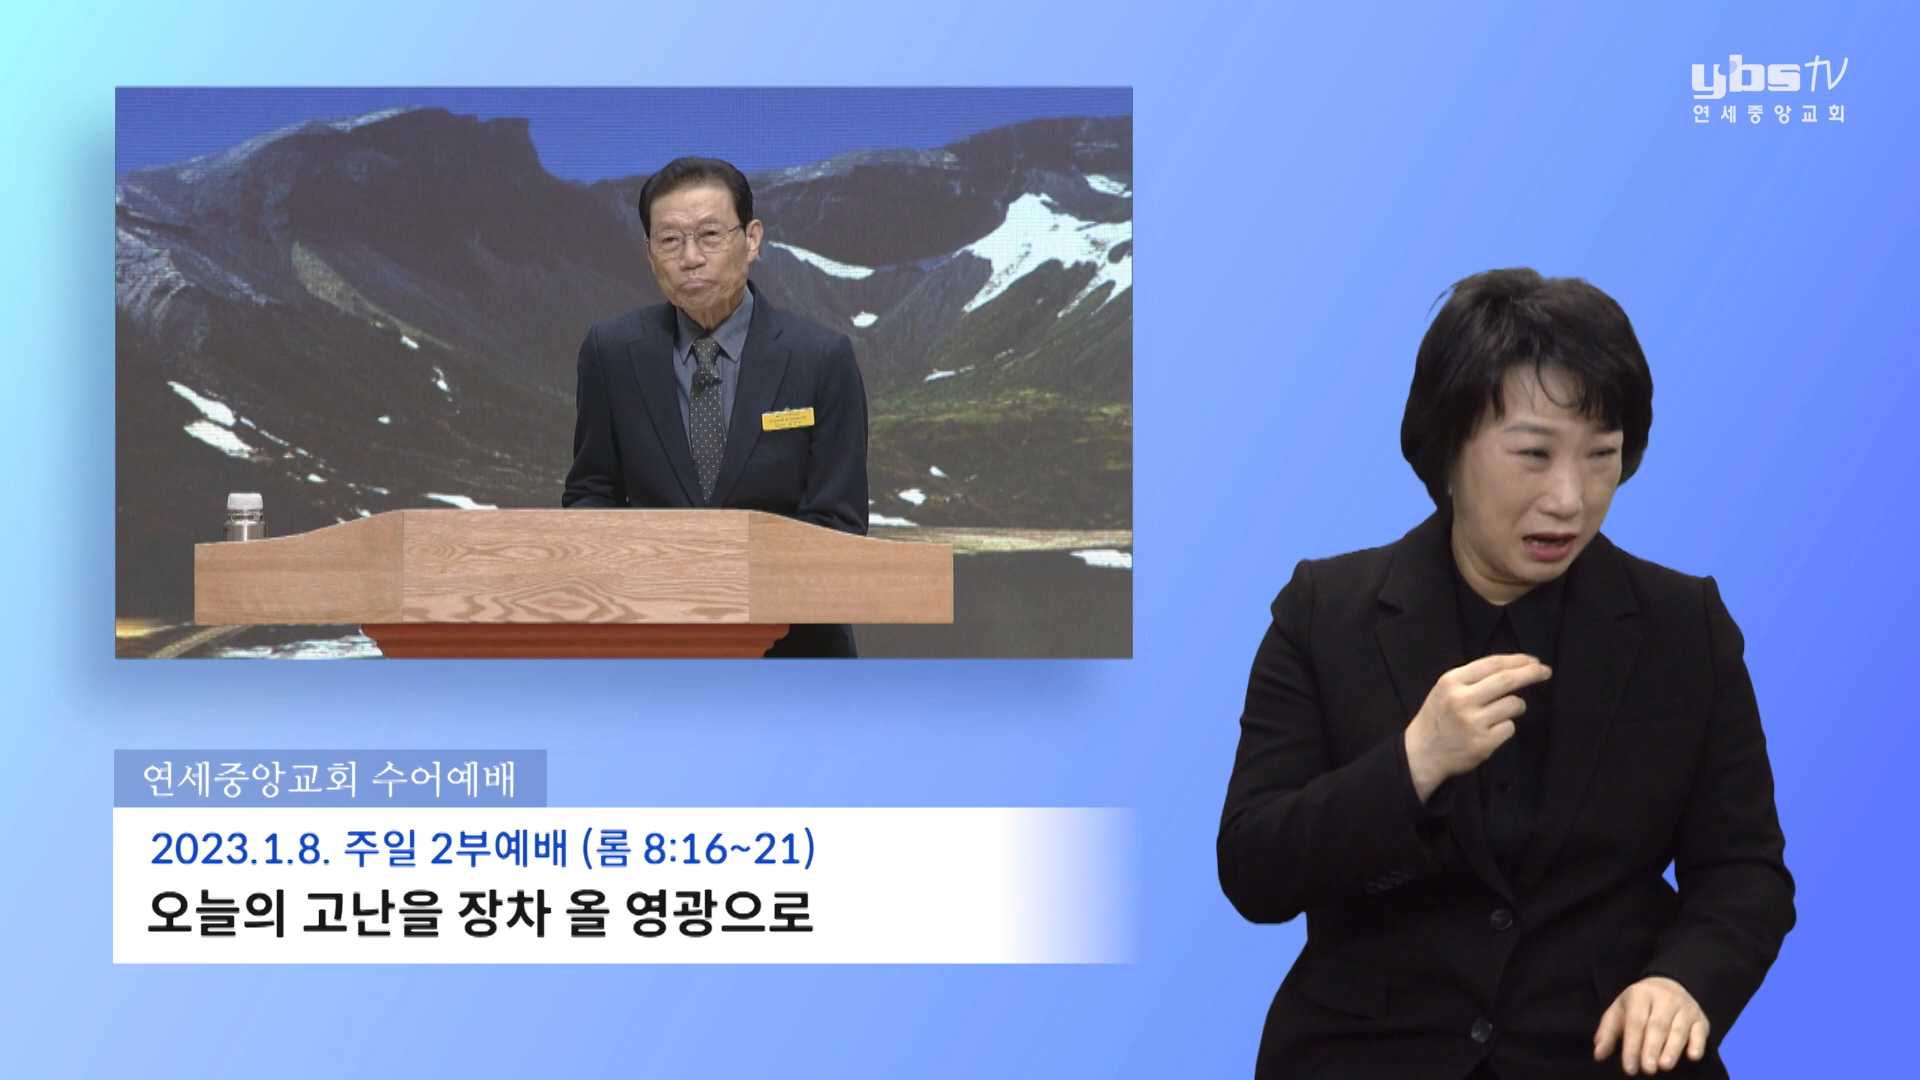 ybstv
연세중앙교회
연세중앙교회 수어예배
2023.1.8. 주일 2부예배 (롬 8:16~21)
오늘의 고난을 장차 올 영광으로